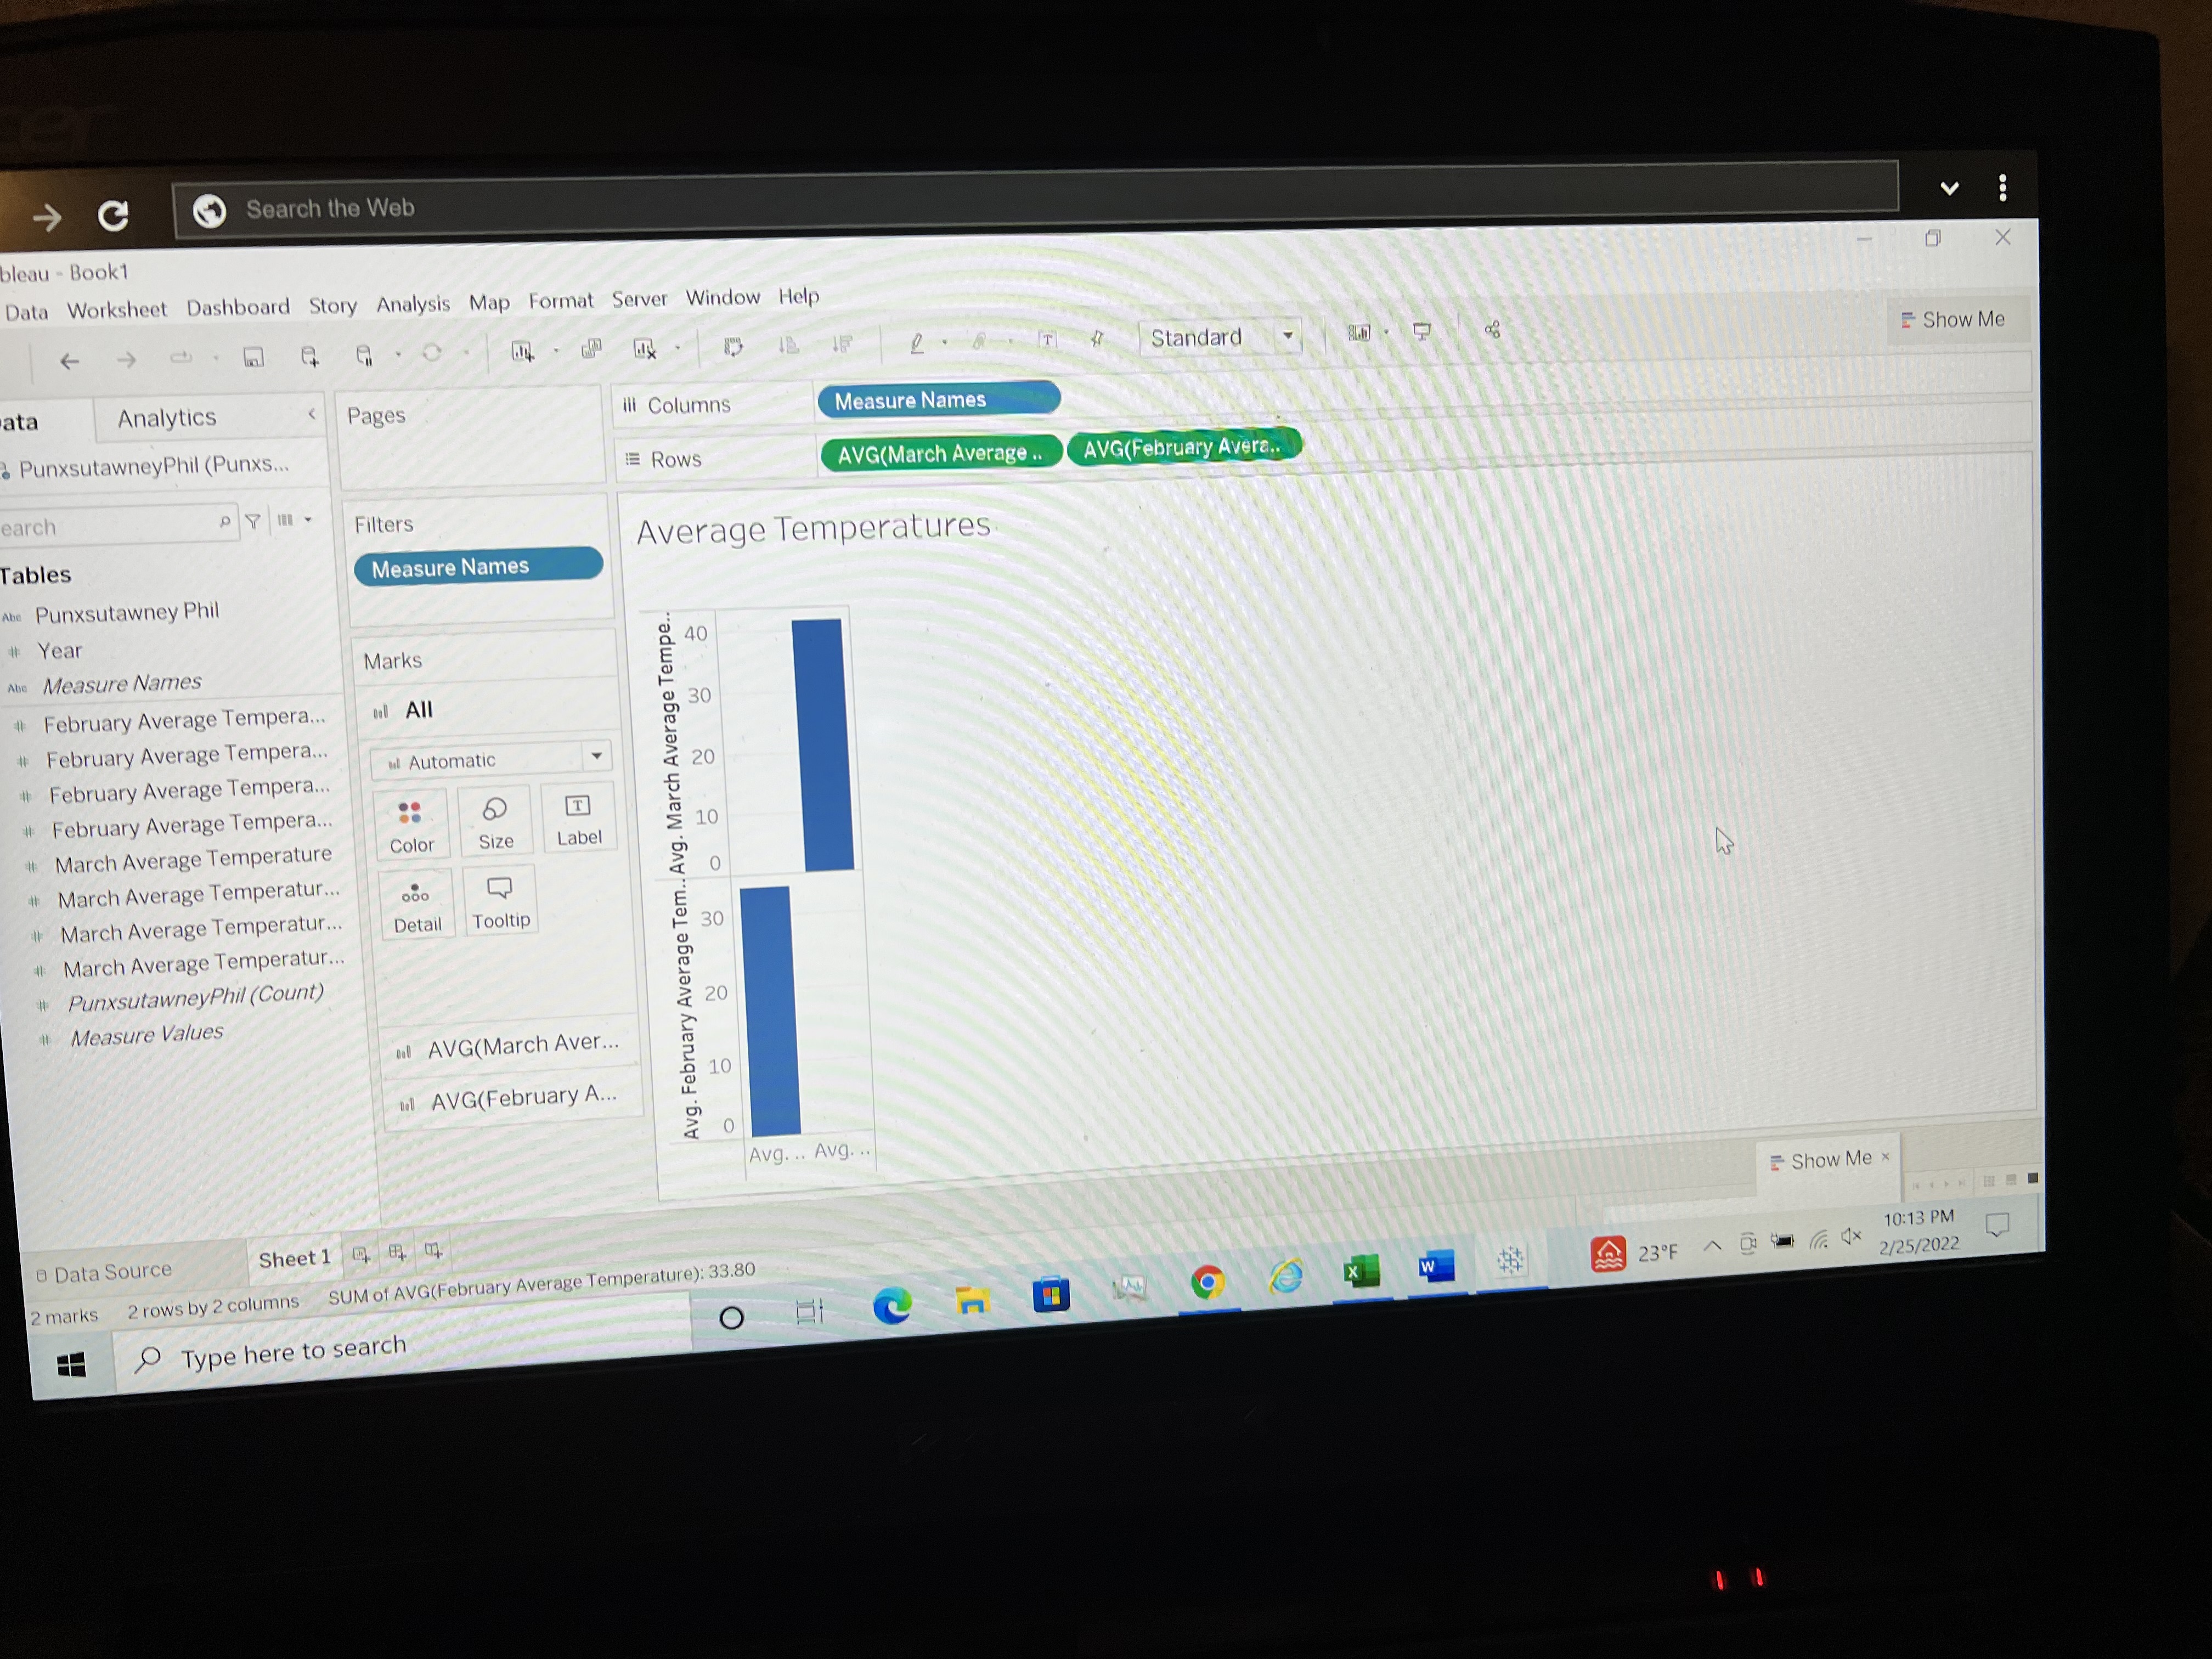 cer
Search the Web
bleau - Book1
Data Worksheet Dashboard Story Analysis Map Format Server Window Help
Standard
Show Me
ata Analytics
Pages
Columns Measure Names
Rows AVG(March Average .. AVG(February Avera..
PunxsutawneyPhil (Punxs...
earch
Filters
Measure Names
Average Temperatures
Tables
Abc Punxsutawney Phil
# Year
Abc Measure Names
# February Average Tempera...
# February Average Tempera...
# February Average Tempera...
# February Average Tempera...
# March Average Temperature
# March Average Temperatur...
# March Average Temperatur...
# March Average Temperatur...
# PunxsutawneyPhil (Count)
# Measure Values
Marks
All
Automatic
Color Size Label
Detail Tooltip
AVG(March Aver...
AVG(February A...
Avg. March Average Tempe..
40
30
20
10
0
Avg. February Average Tem..
30
20
10
0
Avg. .. Avg. ..
Show Me ×
Data Source Sheet 1
2 marks 2 rows by 2 columns SUM of AVG(February Average Temperature): 33.80
Type here to search
23°F
10:13 PM
2/25/2022